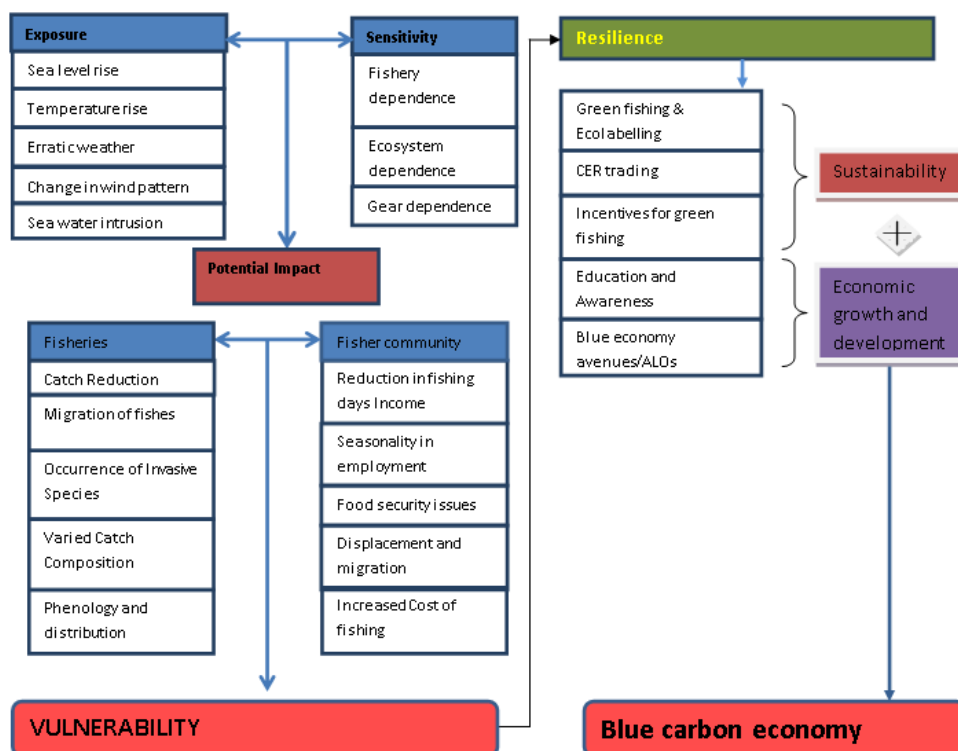 Exposure
Sea level rise
Temperature rise
Erratic weather
Change in wind pattern
Sea water intrusion
Sensitivity
Fishery
dependence
Ecosystem
dependence
Gear dependence
Potential Impact
Fisheries
Catch Reduction
Migration of fishes
Occurrence of Invasive
Species
Varied Catch
Composition
Phenology and
distribution
Fisher community
Reduction in fishing
days Income
Seasonality in
employment
Food security issues
Displacement and
migration
Increased Cost of
fishing
VULNERABILITY
Resilience
Green fishing &
Ecolabelling
CER trading
Incentives for green
fishing
Education and
Awareness
Blue economy
avenues/ALOs
Sustainability
+
Economic
growth and
development
Blue carbon economy